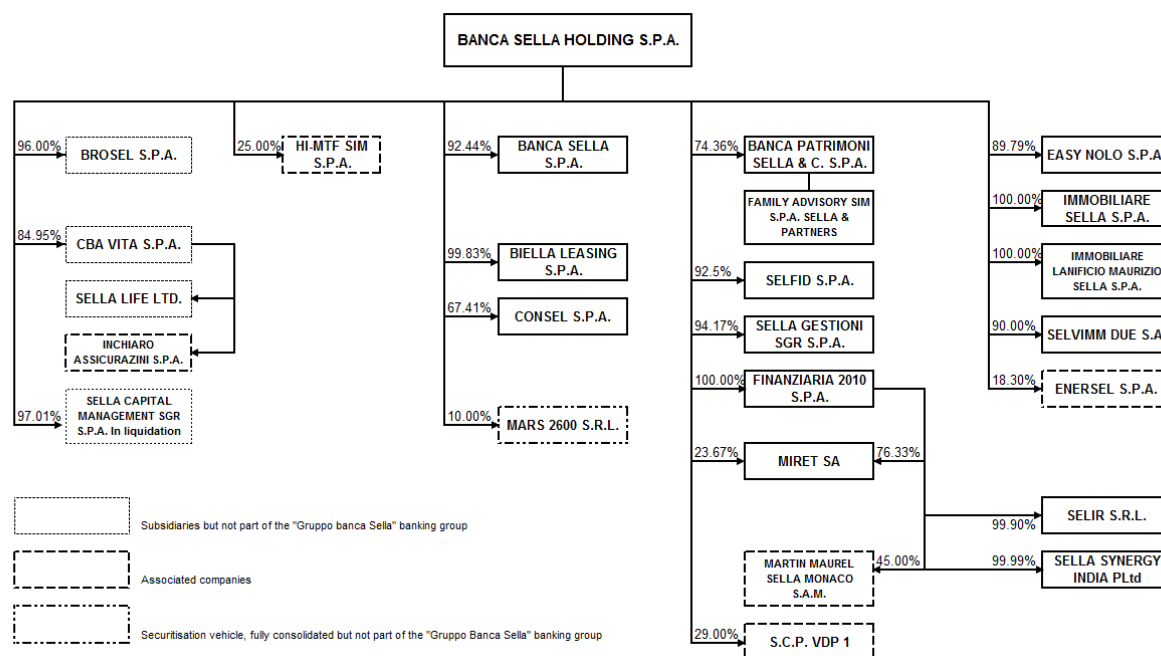 BANCA SELLA HOLDING S.P.A.
96.00%
BROSEL S.P.A.
25.00%
HI-MTF SIM
S.P.A.
92.44%
BANCA SELLA
S.P.A.
74.36%
BANCA PATRIMONI
SELLA & C. S.P.A.
89.79%
EASY NOLO S.P.A
FAMILY ADVISORY SIM
S.P.A. SELLA &
PARTNERS
100.00%
IMMOBILIARE
SELLA S.P.A.
84.95%
CBA VITA S.P.A.
99.83%
BIELLA LEASING
S.P.A.
92.5%
SELFID S.P.A.
100.00%
IMMOBILIARE
LANIFICIO MAURIZIO
SELLA S.P.A.
SELLA LIFE LTD.
67.41%
CONSEL S.P.A.
94.17%
SELLA GESTIONI
SGR S.P.A.
90.00%
SELVIMM DUE S.A
INCHIARO
ASSICURAZINI S.P.A.
100.00%
FINANZIARIA 2010
S.P.A.
18.30%
ENERSEL S.P.A.
97.01%
SELLA CAPITAL
MANAGEMENT SGR
S.P.A. In liquidation
10.00%
MARS 2600 S.R.L.
23.67%
MIRET SA
76.33%
99.90%
SELIR S.R.L.
MARTIN MAUREL
SELLA MONACO
S.A.M.
45.00%
99.99%
SELLA SYNERGY
INDIA PLtd
29.00%
S.C.P. VDP 1
Subsidiaries but not part of the "Gruppo banca Sella" banking group
Associated companies
Securitisation vehicle, fully consolidated but not part of the "Gruppo Banca Sella" banking group